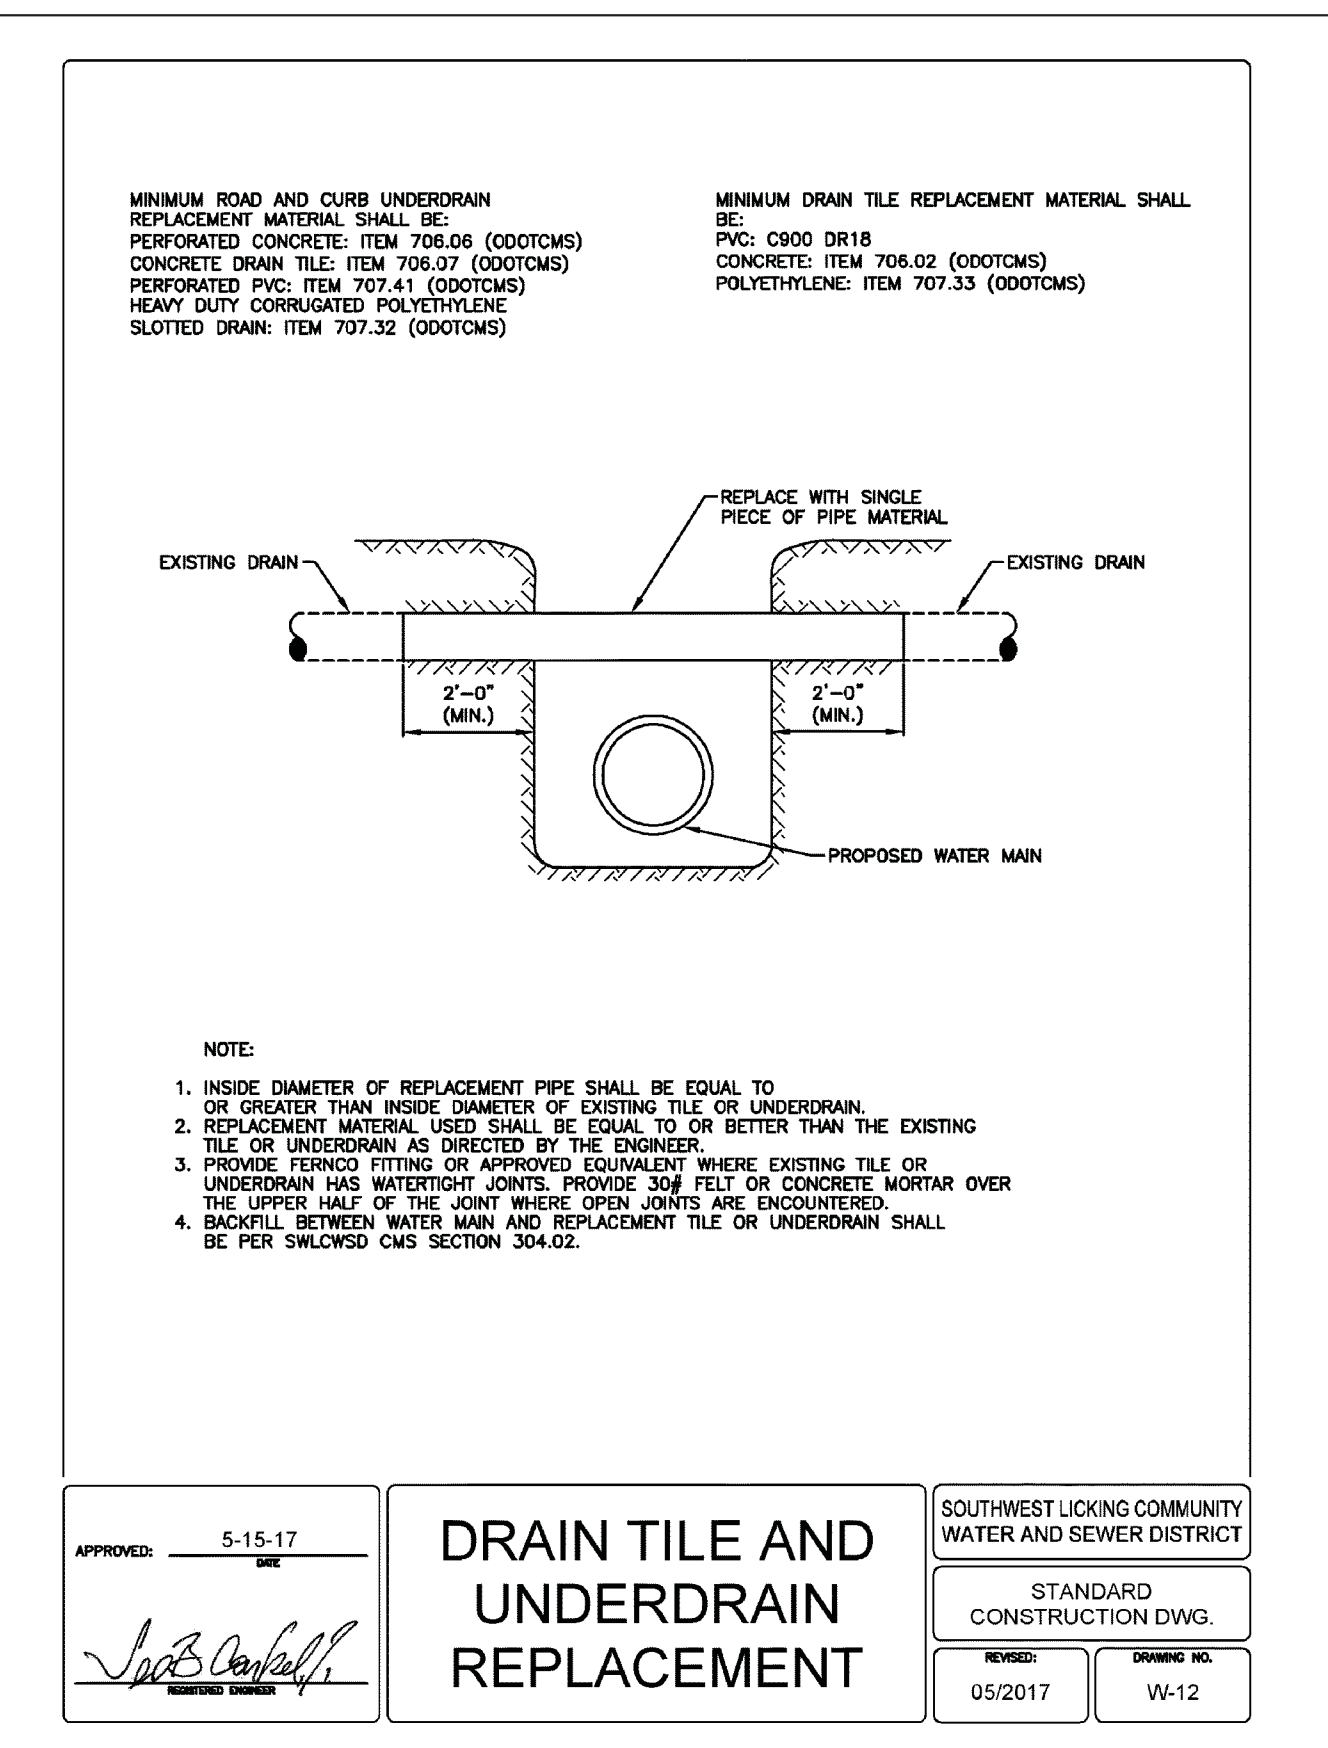 MINIMUM ROAD AND CURB UNDERDRAIN
REPLACEMENT MATERIAL SHALL BE:
PERFORATED CONCRETE: ITEM 706.06 (ODOTCMS)
CONCRETE DRAIN TILE: ITEM 706.07 (ODOTCMS)
PERFORATED PVC: ITEM 707.41 (ODOTCMS)
HEAVY DUTY CORRUGATED POLYETHYLENE
SLOTTED DRAIN: ITEM 707.32 (ODOTCMS)
MINIMUM DRAIN TILE REPLACEMENT MATERIAL SHALL
BE:
PVC: C900 DR18
CONCRETE: ITEM 706.02 (ODOTCMS)
POLYETHYLENE: ITEM 707.33 (ODOTCMS)
REPLACE WITH SINGLE
PIECE OF PIPE MATERIAL
EXISTING DRAIN
EXISTING DRAIN
2'-0"
(MIN.)
2'-0"
(MIN.)
PROPOSED WATER MAIN
NOTE:
1. INSIDE DIAMETER OF REPLACEMENT PIPE SHALL BE EQUAL TO
OR GREATER THAN INSIDE DIAMETER OF EXISTING TILE OR UNDERDRAIN.
2. REPLACEMENT MATERIAL USED SHALL BE EQUAL TO OR BETTER THAN THE EXISTING
TILE OR UNDERDRAIN AS DIRECTED BY THE ENGINEER.
3. PROVIDE FERNCO FITTING OR APPROVED EQUIVALENT WHERE EXISTING TILE OR
UNDERDRAIN HAS WATERTIGHT JOINTS. PROVIDE 30# FELT OR CONCRETE MORTAR OVER
THE UPPER HALF OF THE JOINT WHERE OPEN JOINTS ARE ENCOUNTERED.
4. BACKFILL BETWEEN WATER MAIN AND REPLACEMENT TILE OR UNDERDRAIN SHALL
BE PER SWLCWSD CMS SECTION 304.02.
APPROVED: 5-15-17
DATE
REGISTERED ENGINEER
DRAIN TILE AND
UNDERDRAIN
REPLACEMENT
SOUTHWEST LICKING COMMUNITY
WATER AND SEWER DISTRICT
STANDARD
CONSTRUCTION DWG.
REVISED:
05/2017
DRAWING NO.
W-12